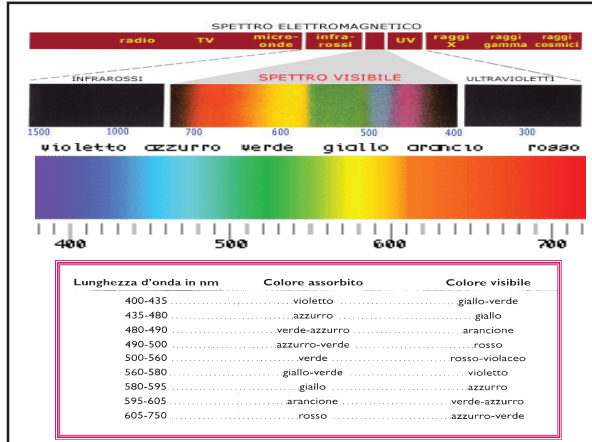 SPETTRO ELETTROMAGNETICO
radio TV micro-onde infra-rossi UV raggi X raggi gamma raggi cosmici
INFRAROSSI SPETTRO VISIBILE ULTRAVIOLETTI
1500 1000 700 600 500 400 300
violetto azzurro verde giallo arancio rosso
400 500 600 700
Lunghezza d'onda in nm Colore assorbito Colore visibile
400-435 violetto giallo-verde
435-480 azzurro giallo
480-490 verde-azzurro arancione
490-500 azzurro-verde rosso
500-560 verde rosso-violaceo
560-580 giallo-verde violetto
580-595 giallo azzurro
595-605 arancione verde-azzurro
605-750 rosso azzurro-verde